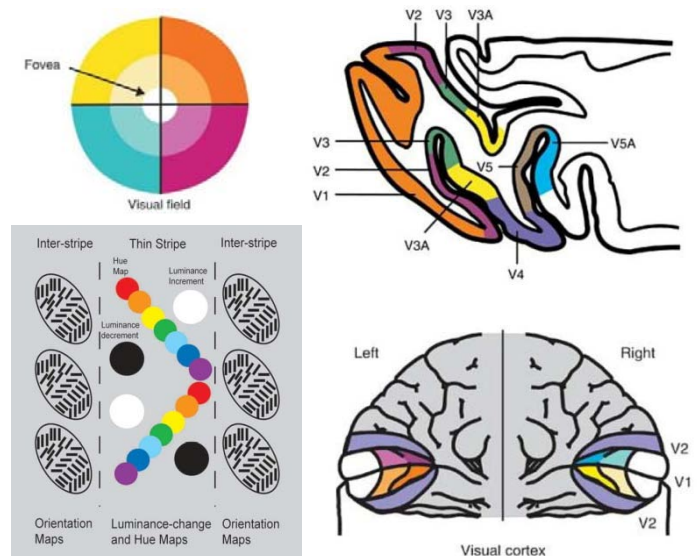 Fovea
Visual field
V2 V3 V3A
V3
V2
V1
V3A
V5
V5A
V4
Inter-stripe Thin Stripe Inter-stripe
Hue
Map
Luminance
Increment
Luminance
decrement
Orientation
Maps
Luminance-change
and Hue Maps
Orientation
Maps
Left Right
V2
V1
V2
Visual cortex